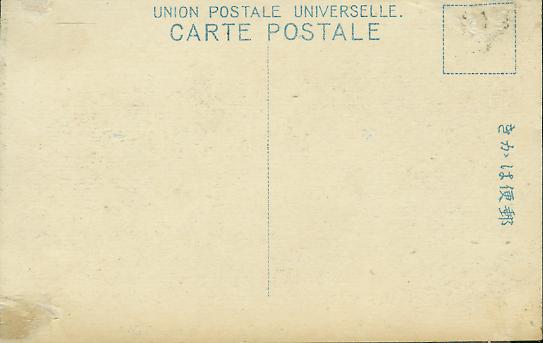 UNION POSTALE UNIVERSELLE.
CARTE POSTALE
きかは便郵